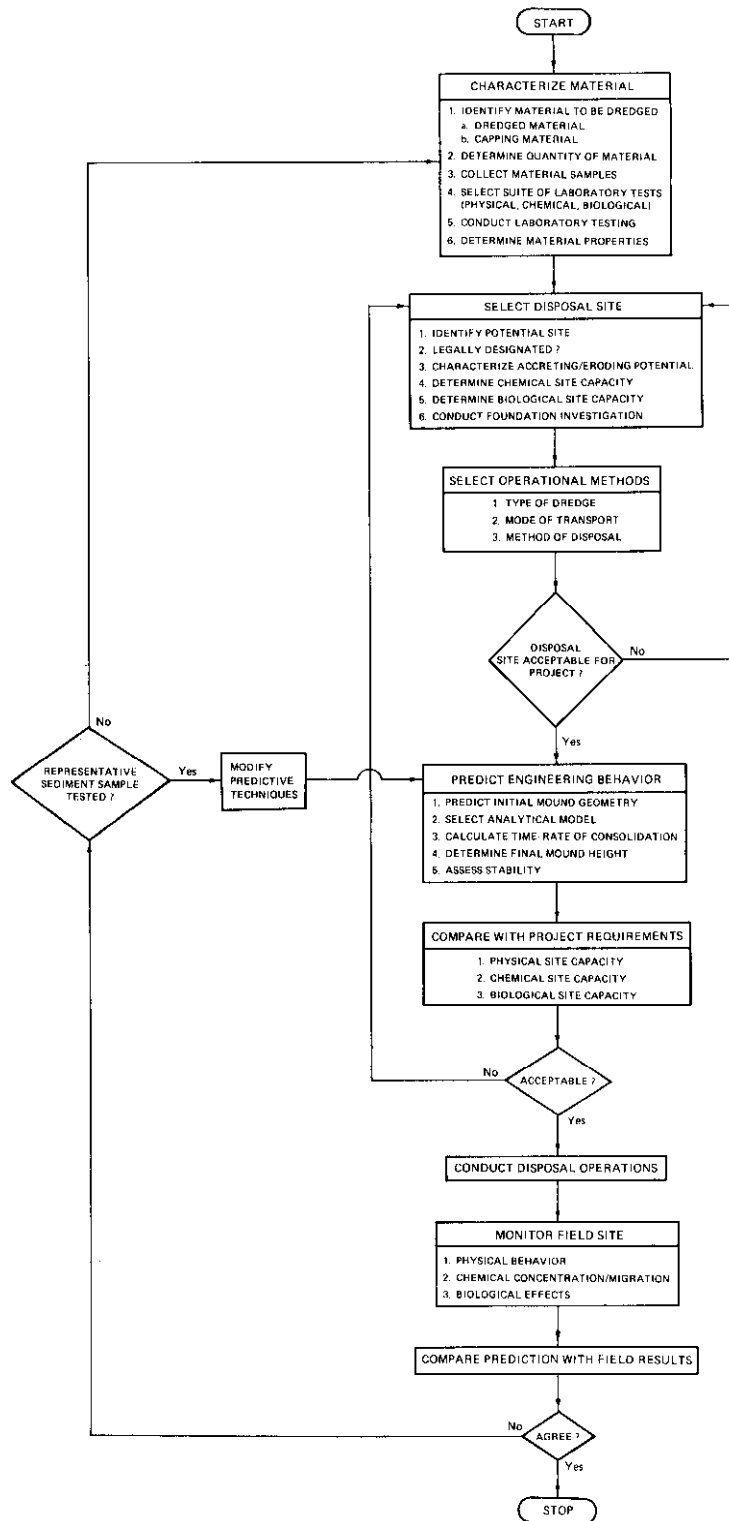 START
CHARACTERIZE MATERIAL
1. IDENTIFY MATERIAL TO BE DREDGED
a. DREDGED MATERIAL
b. CAPPING MATERIAL
2. DETERMINE QUANTITY OF MATERIAL
3. COLLECT MATERIAL SAMPLES
4. SELECT SUITE OF LABORATORY TESTS
(PHYSICAL, CHEMICAL, BIOLOGICAL)
5. CONDUCT LABORATORY TESTING
6. DETERMINE MATERIAL PROPERTIES
SELECT DISPOSAL SITE
1. IDENTIFY POTENTIAL SITE
2. LEGALLY DESIGNATED ?
3. CHARACTERIZE ACCRETING/ERODING POTENTIAL
4. DETERMINE CHEMICAL SITE CAPACITY
5. DETERMINE BIOLOGICAL SITE CAPACITY
6. CONDUCT FOUNDATION INVESTIGATION
SELECT OPERATIONAL METHODS
1. TYPE OF DREDGE
2. MODE OF TRANSPORT
3. METHOD OF DISPOSAL
DISPOSAL
SITE ACCEPTABLE FOR
PROJECT ?
No
Yes
No
REPRESENTATIVE
SEDIMENT SAMPLE
TESTED ?
Yes
MODIFY
PREDICTIVE
TECHNIQUES
PREDICT ENGINEERING BEHAVIOR
1. PREDICT INITIAL MOUND GEOMETRY
2. SELECT ANALYTICAL MODEL
3. CALCULATE TIME-RATE OF CONSOLIDATION
4. DETERMINE FINAL MOUND HEIGHT
5. ASSESS STABILITY
COMPARE WITH PROJECT REQUIREMENTS
1. PHYSICAL SITE CAPACITY
2. CHEMICAL SITE CAPACITY
3. BIOLOGICAL SITE CAPACITY
No
ACCEPTABLE ?
Yes
CONDUCT DISPOSAL OPERATIONS
MONITOR FIELD SITE
1. PHYSICAL BEHAVIOR
2. CHEMICAL CONCENTRATION/MIGRATION
3. BIOLOGICAL EFFECTS
COMPARE PREDICTION WITH FIELD RESULTS
No
AGREE ?
Yes
STOP